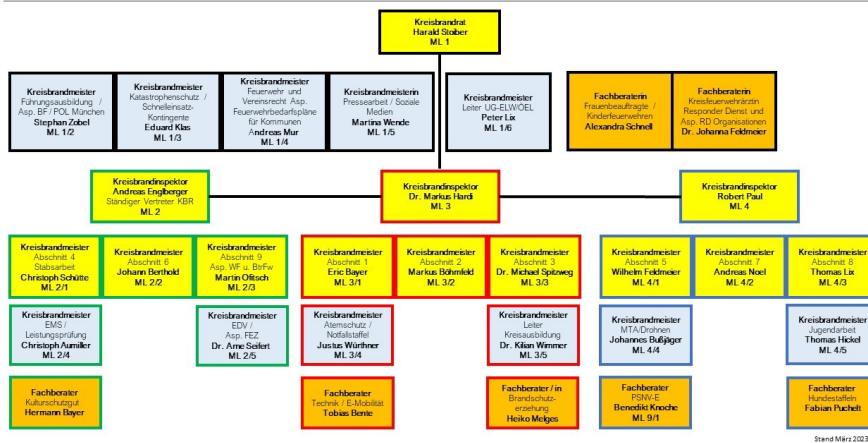 Kreisbrandrat
Harald Stoiber
ML 1
Kreisbrandmeister
Führungsausbildung /
Asp. BF / POL München
Stephan Zobel
ML 1/2
Kreisbrandmeister
Katastrophenschutz /
Schnelleinsatz-
Kontingente
Eduard Klas
ML 1/3
Kreisbrandmeister
Feuerwehr und
Vereinsrecht Asp.
Feuerwehrbedarfspläne
für Kommunen
Andreas Mur
ML 1/4
Kreisbrandmeisterin
Pressearbeit / Soziale
Medien
Martina Wende
ML 1/5
Kreisbrandmeister
Leiter UG-ELW/ÖEL
Peter Lix
ML 1/6
Fachberaterin
Frauenbeauftragte /
Kinderfeuerwehren
Alexandra Schnell
Fachberaterin
Kreisfeuerwehrärztin
Responder Dienst und
Asp. RD Organisationen
Dr. Johanna Feldmeier
Kreisbrandinspektor
Andreas Englberger
Ständiger Vertreter KBR
ML 2
Kreisbrandinspektor
Dr. Markus Hardi
ML 3
Kreisbrandinspektor
Robert Paul
ML 4
Kreisbrandmeister
Abschnitt 4
Stabsarbeit
Christoph Schütte
ML 2/1
Kreisbrandmeister
Abschnitt 6
Johann Berthold
ML 2/2
Kreisbrandmeister
Abschnitt 9
Asp. WF u. BtrFw
Martin Ofitsch
ML 2/3
Kreisbrandmeister
Abschnitt 1
Eric Bayer
ML 3/1
Kreisbrandmeister
Abschnitt 2
Markus Böhmfeld
ML 3/2
Kreisbrandmeister
Abschnitt 3
Dr. Michael Spitzweg
ML 3/3
Kreisbrandmeister
Abschnitt 5
Wilhelm Feldmeier
ML 4/1
Kreisbrandmeister
Abschnitt 7
Andreas Noel
ML 4/2
Kreisbrandmeister
Abschnitt 8
Thomas Lix
ML 4/3
Kreisbrandmeister
EMS /
Leistungsprüfung
Christoph Aumiller
ML 2/4
Kreisbrandmeister
EDV /
Asp. FEZ
Dr. Arne Seifert
ML 2/5
Kreisbrandmeister
Atemschutz /
Notfallstaffel
Justus Würthner
ML 3/4
Kreisbrandmeister
Leiter
Kreisausbildung
Dr. Kilian Wimmer
ML 3/5
Kreisbrandmeister
MTA/Drohnen
Johannes Bußjäger
ML 4/4
Kreisbrandmeister
Jugendarbeit
Thomas Hickel
ML 4/5
Fachberater
Kulturschutzgut
Hermann Bayer
Fachberater
Technik / E-Mobilität
Tobias Bente
Fachberater / in
Brandschutz-
erziehung
Heiko Melges
Fachberater
PSNV-E
Benedikt Knoche
ML 9/1
Fachberater
Hundestaffeln
Fabian Puchelt
Stand März 2023